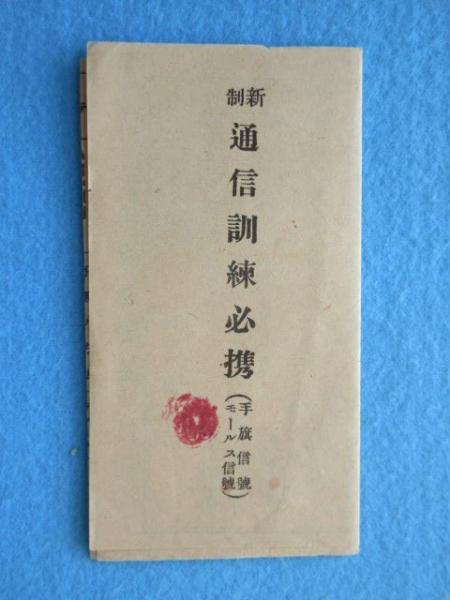 新制
通信訓練必携
(手旗信號
モールス信號)